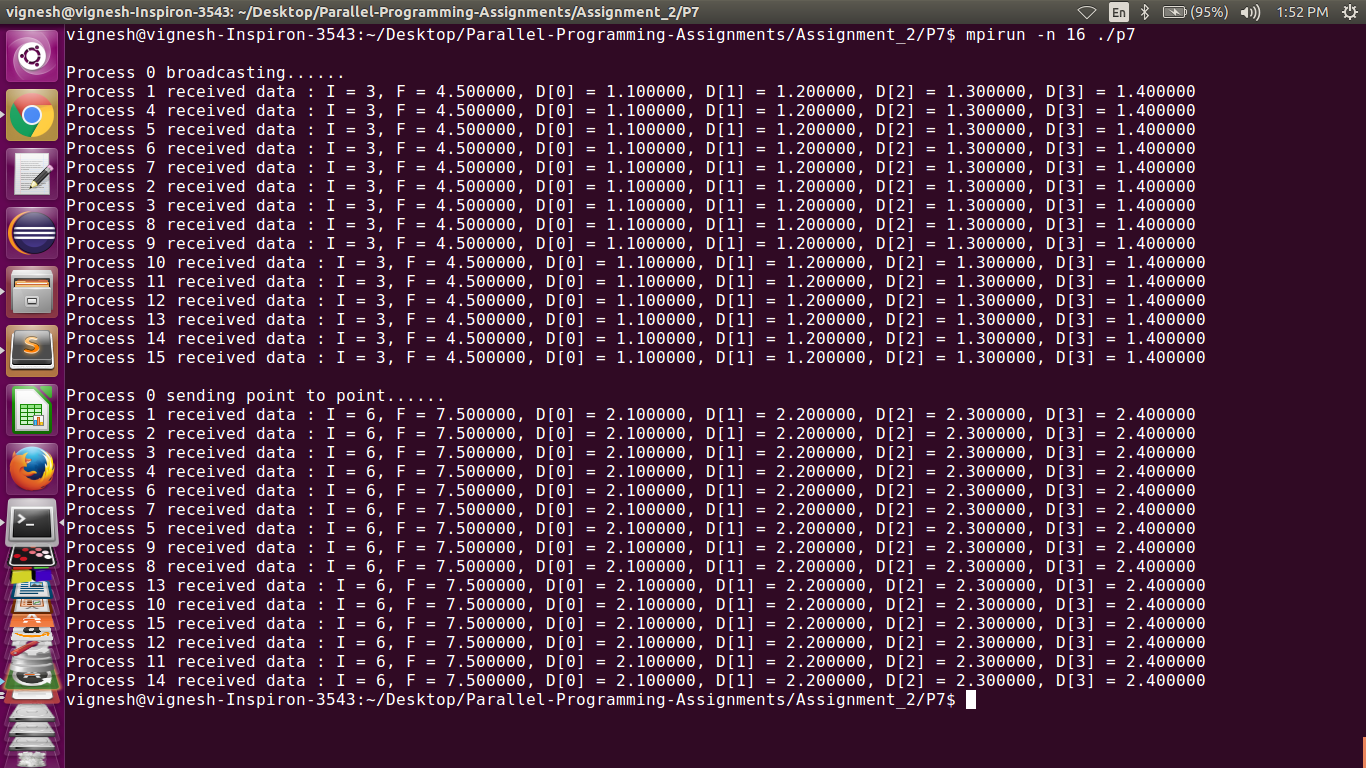 vignesh@vignesh-Inspiron-3543: ~/Desktop/Parallel-Programming-Assignments/Assignment_2/P7 En (95%) 1:52 PM
vignesh@vignesh-Inspiron-3543:~/Desktop/Parallel-Programming-Assignments/Assignment_2/P7$ mpirun -n 16 ./p7
Process 0 broadcasting......
Process 1 received data : I = 3, F = 4.500000, D[0] = 1.100000, D[1] = 1.200000, D[2] = 1.300000, D[3] = 1.400000
Process 4 received data : I = 3, F = 4.500000, D[0] = 1.100000, D[1] = 1.200000, D[2] = 1.300000, D[3] = 1.400000
Process 5 received data : I = 3, F = 4.500000, D[0] = 1.100000, D[1] = 1.200000, D[2] = 1.300000, D[3] = 1.400000
Process 6 received data : I = 3, F = 4.500000, D[0] = 1.100000, D[1] = 1.200000, D[2] = 1.300000, D[3] = 1.400000
Process 7 received data : I = 3, F = 4.500000, D[0] = 1.100000, D[1] = 1.200000, D[2] = 1.300000, D[3] = 1.400000
Process 2 received data : I = 3, F = 4.500000, D[0] = 1.100000, D[1] = 1.200000, D[2] = 1.300000, D[3] = 1.400000
Process 3 received data : I = 3, F = 4.500000, D[0] = 1.100000, D[1] = 1.200000, D[2] = 1.300000, D[3] = 1.400000
Process 8 received data : I = 3, F = 4.500000, D[0] = 1.100000, D[1] = 1.200000, D[2] = 1.300000, D[3] = 1.400000
Process 9 received data : I = 3, F = 4.500000, D[0] = 1.100000, D[1] = 1.200000, D[2] = 1.300000, D[3] = 1.400000
Process 10 received data : I = 3, F = 4.500000, D[0] = 1.100000, D[1] = 1.200000, D[2] = 1.300000, D[3] = 1.400000
Process 11 received data : I = 3, F = 4.500000, D[0] = 1.100000, D[1] = 1.200000, D[2] = 1.300000, D[3] = 1.400000
Process 12 received data : I = 3, F = 4.500000, D[0] = 1.100000, D[1] = 1.200000, D[2] = 1.300000, D[3] = 1.400000
Process 13 received data : I = 3, F = 4.500000, D[0] = 1.100000, D[1] = 1.200000, D[2] = 1.300000, D[3] = 1.400000
Process 14 received data : I = 3, F = 4.500000, D[0] = 1.100000, D[1] = 1.200000, D[2] = 1.300000, D[3] = 1.400000
Process 15 received data : I = 3, F = 4.500000, D[0] = 1.100000, D[1] = 1.200000, D[2] = 1.300000, D[3] = 1.400000
Process 0 sending point to point......
Process 1 received data : I = 6, F = 7.500000, D[0] = 2.100000, D[1] = 2.200000, D[2] = 2.300000, D[3] = 2.400000
Process 2 received data : I = 6, F = 7.500000, D[0] = 2.100000, D[1] = 2.200000, D[2] = 2.300000, D[3] = 2.400000
Process 3 received data : I = 6, F = 7.500000, D[0] = 2.100000, D[1] = 2.200000, D[2] = 2.300000, D[3] = 2.400000
Process 4 received data : I = 6, F = 7.500000, D[0] = 2.100000, D[1] = 2.200000, D[2] = 2.300000, D[3] = 2.400000
Process 6 received data : I = 6, F = 7.500000, D[0] = 2.100000, D[1] = 2.200000, D[2] = 2.300000, D[3] = 2.400000
Process 7 received data : I = 6, F = 7.500000, D[0] = 2.100000, D[1] = 2.200000, D[2] = 2.300000, D[3] = 2.400000
Process 5 received data : I = 6, F = 7.500000, D[0] = 2.100000, D[1] = 2.200000, D[2] = 2.300000, D[3] = 2.400000
Process 9 received data : I = 6, F = 7.500000, D[0] = 2.100000, D[1] = 2.200000, D[2] = 2.300000, D[3] = 2.400000
Process 8 received data : I = 6, F = 7.500000, D[0] = 2.100000, D[1] = 2.200000, D[2] = 2.300000, D[3] = 2.400000
Process 13 received data : I = 6, F = 7.500000, D[0] = 2.100000, D[1] = 2.200000, D[2] = 2.300000, D[3] = 2.400000
Process 10 received data : I = 6, F = 7.500000, D[0] = 2.100000, D[1] = 2.200000, D[2] = 2.300000, D[3] = 2.400000
Process 15 received data : I = 6, F = 7.500000, D[0] = 2.100000, D[1] = 2.200000, D[2] = 2.300000, D[3] = 2.400000
Process 12 received data : I = 6, F = 7.500000, D[0] = 2.100000, D[1] = 2.200000, D[2] = 2.300000, D[3] = 2.400000
Process 11 received data : I = 6, F = 7.500000, D[0] = 2.100000, D[1] = 2.200000, D[2] = 2.300000, D[3] = 2.400000
Process 14 received data : I = 6, F = 7.500000, D[0] = 2.100000, D[1] = 2.200000, D[2] = 2.300000, D[3] = 2.400000
vignesh@vignesh-Inspiron-3543:~/Desktop/Parallel-Programming-Assignments/Assignment_2/P7$